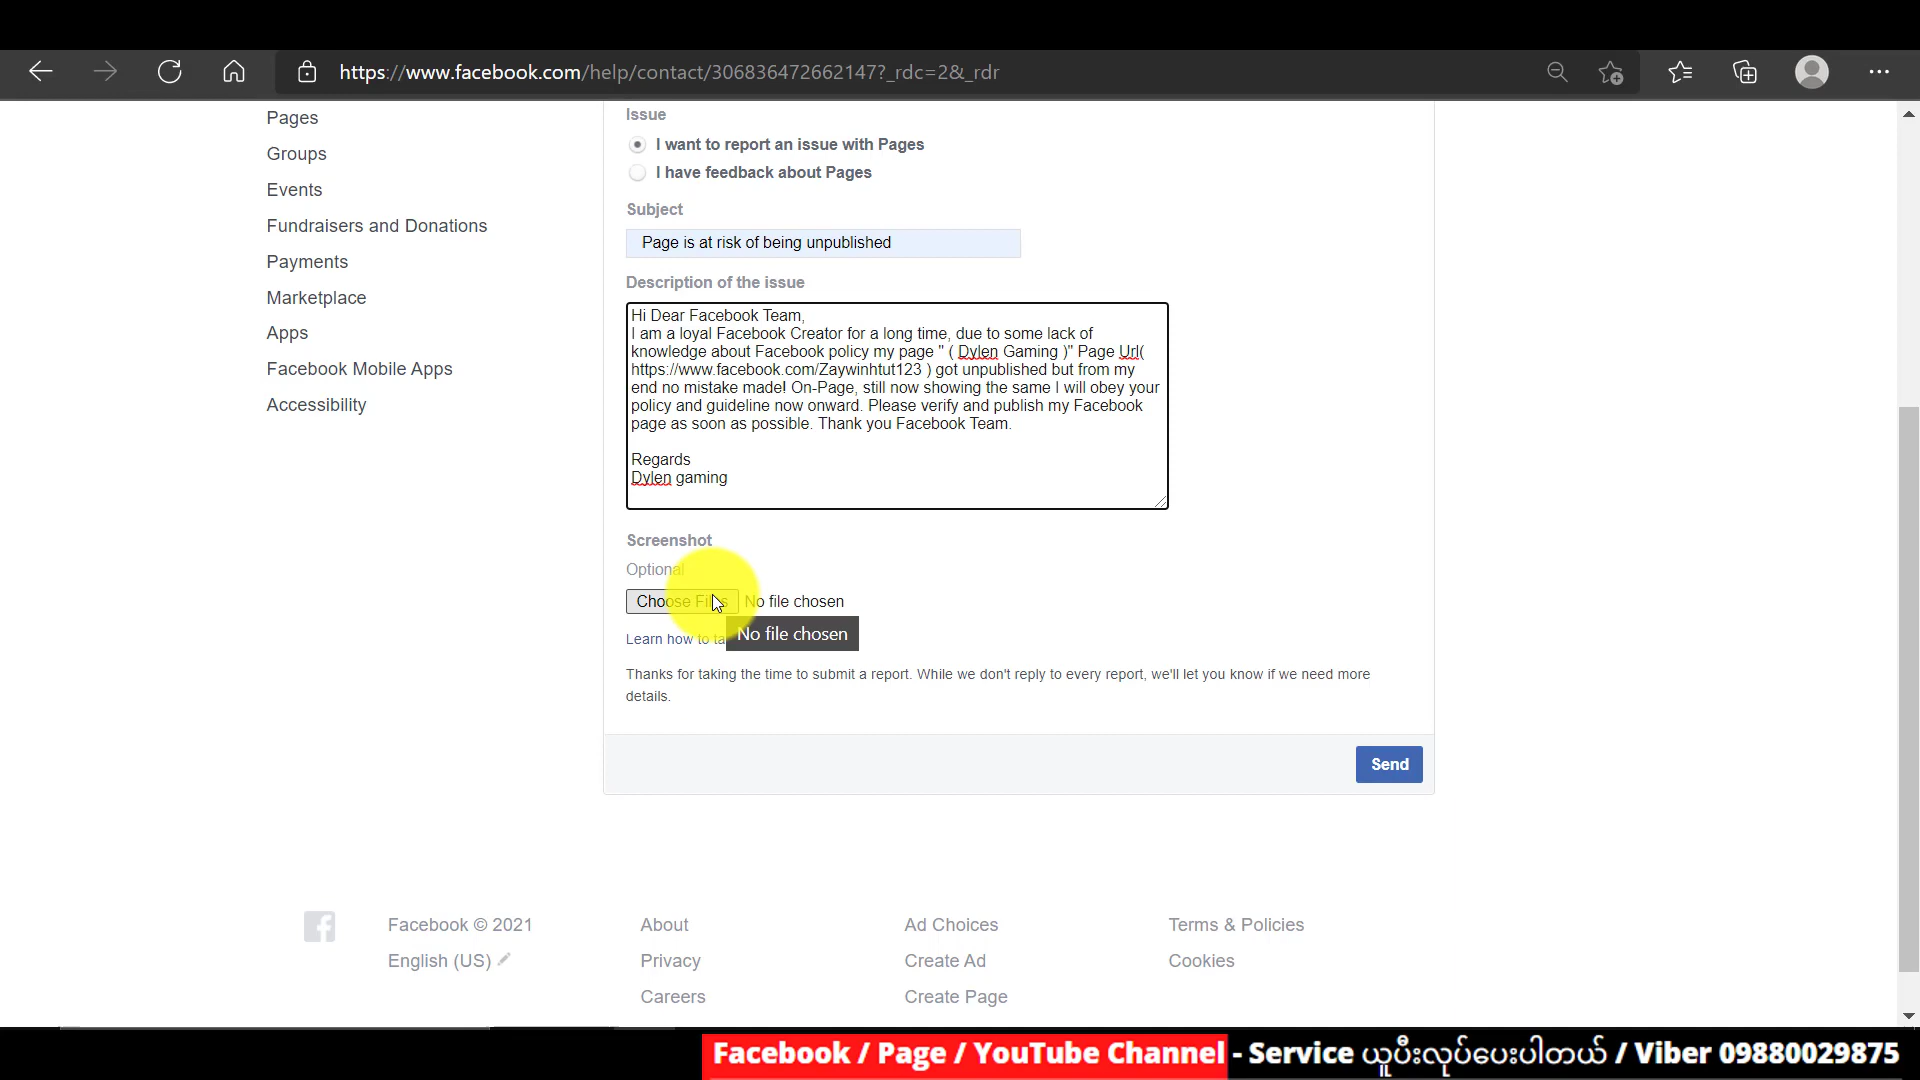 https://www.facebook.com/help/contact/306836472662147?_rdc=2&_rdr
Pages
Groups
Events
Fundraisers and Donations
Payments
Marketplace
Apps
Facebook Mobile Apps
Accessibility
Issue
I want to report an issue with Pages
I have feedback about Pages
Subject
Page is at risk of being unpublished
Description of the issue
Hi Dear Facebook Team,
I am a loyal Facebook Creator for a long time, due to some lack of
knowledge about Facebook policy my page " ( Dylen Gaming )" Page Url(
https://www.facebook.com/Zaywinhtut123 ) got unpublished but from my
end no mistake made! On-Page, still now showing the same I will obey your
policy and guideline now onward. Please verify and publish my Facebook
page as soon as possible. Thank you Facebook Team.
Regards
Dylen gaming
Screenshot
Optional
Choose Files No file chosen
Learn how to ta
No file chosen
Thanks for taking the time to submit a report. While we don't reply to every report, we'll let you know if we need more
details.
Send
Facebook © 2021
English (US)
About
Privacy
Careers
Ad Choices
Create Ad
Create Page
Terms & Policies
Cookies
Facebook / Page / YouTube Channel - Service ယူပီးလုပ်ပေးပါတယ် / Viber 09880029875